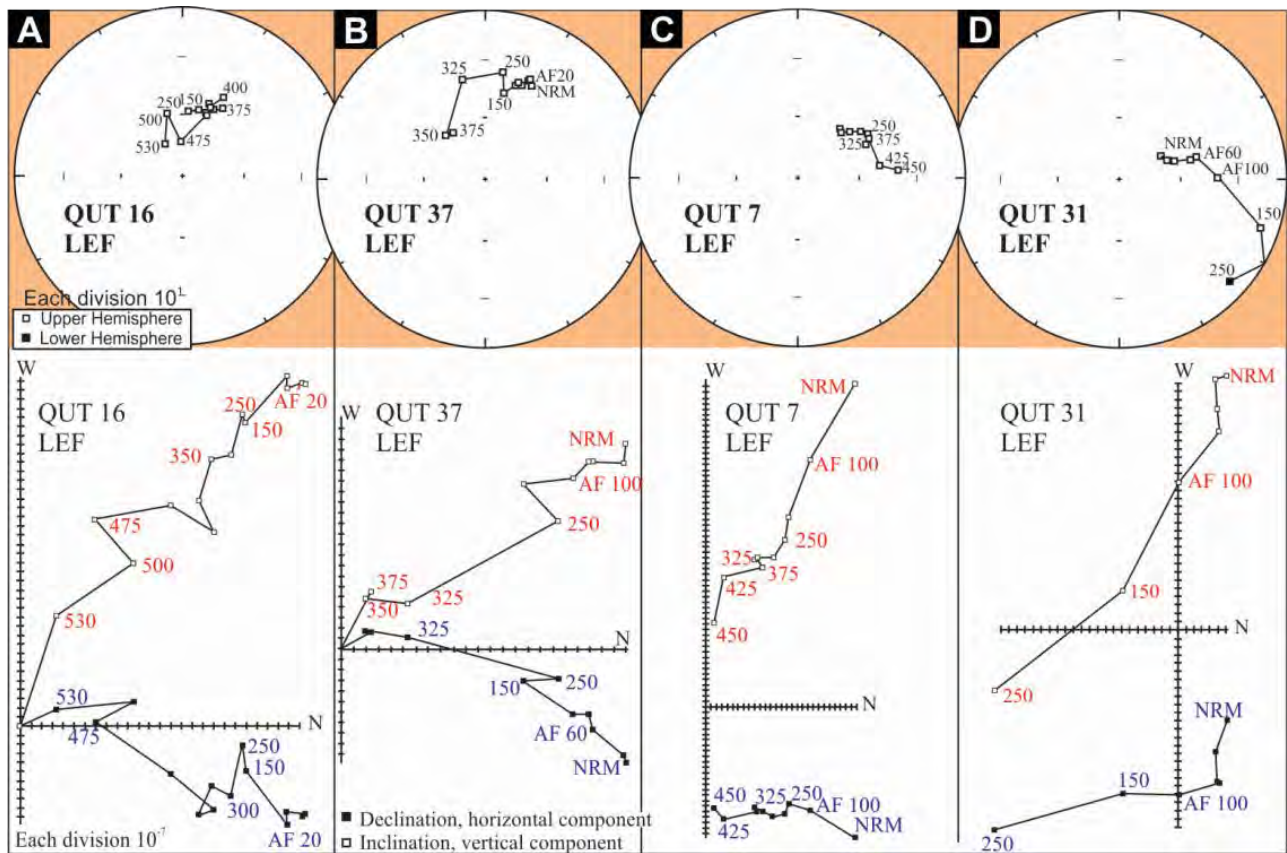 A
400
250
150
500
375
475
530
QUT 16
LEF
Each division 10¹
Upper Hemisphere
Lower Hemisphere
B
250
325
AF20
NRM
150
350
375
QUT 37
LEF
C
250
375
325
425
450
QUT 7
LEF
D
NRM
AF60
AF100
150
250
QUT 31
LEF
W
QUT 16
LEF
AF 20
250
150
350
475
500
530
530
N
475
250
150
300
AF 20
Each division 10⁻⁷
W
QUT 37
LEF
NRM
AF 100
250
375
350
325
325
N
150
250
AF 60
NRM
Declination, horizontal component
Inclination, vertical component
W
NRM
QUT 7
LEF
AF 100
250
325
375
425
450
N
450
325
250
AF 100
425
NRM
W
NRM
QUT 31
LEF
AF 100
150
N
250
NRM
150
AF 100
250